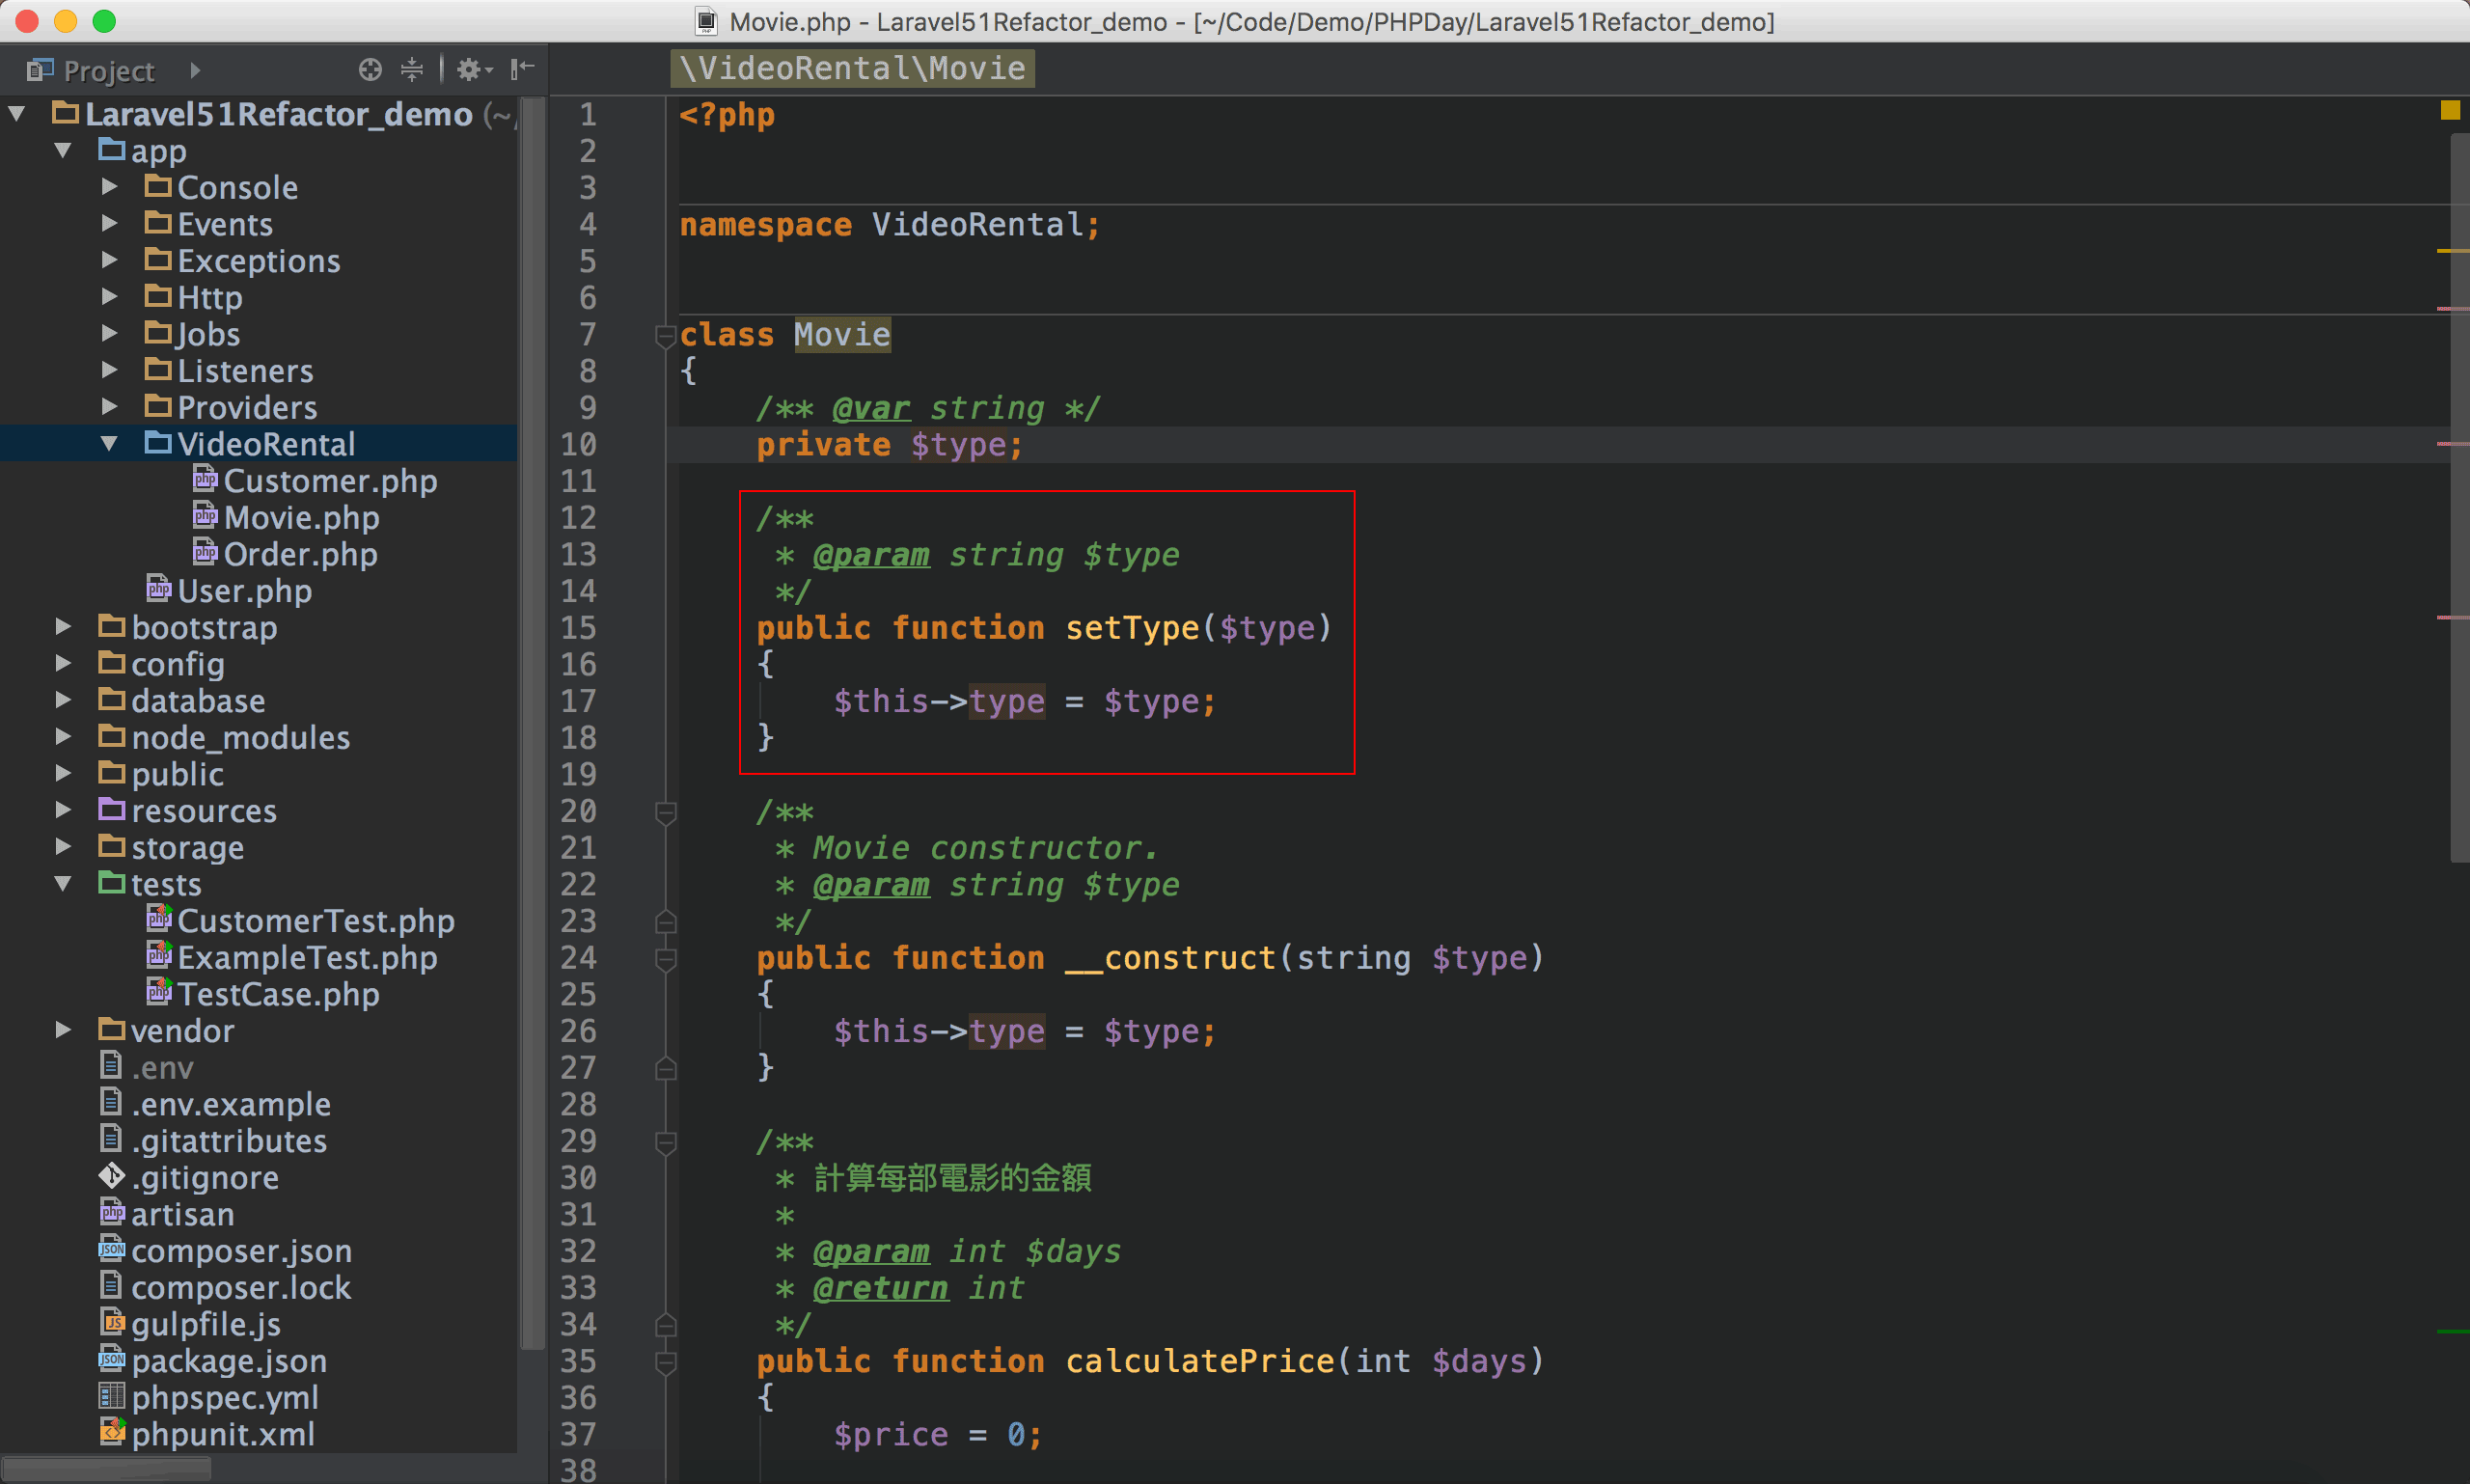 Movie.php - Laravel51Refactor_demo - [~/Code/Demo/PHPDay/Laravel51Refactor_demo]
Project
\VideoRental\Movie
Laravel51Refactor_demo (~/
app
Console
Events
Exceptions
Http
Jobs
Listeners
Providers
VideoRental
Customer.php
Movie.php
Order.php
User.php
bootstrap
config
database
node_modules
public
resources
storage
tests
CustomerTest.php
ExampleTest.php
TestCase.php
vendor
.env
.env.example
.gitattributes
.gitignore
artisan
composer.json
composer.lock
gulpfile.js
package.json
phpspec.yml
phpunit.xml
1 <?php
2
3
4 namespace VideoRental;
5
6
7 class Movie
8 {
9 /** @var string */
10 private $type;
11
12 /**
13 * @param string $type
14 */
15 public function setType($type)
16 {
17 $this->type = $type;
18 }
19
20 /**
21 * Movie constructor.
22 * @param string $type
23 */
24 public function __construct(string $type)
25 {
26 $this->type = $type;
27 }
28
29 /**
30 * 計算每部電影的金額
31 *
32 * @param int $days
33 * @return int
34 */
35 public function calculatePrice(int $days)
36 {
37 $price = 0;
38